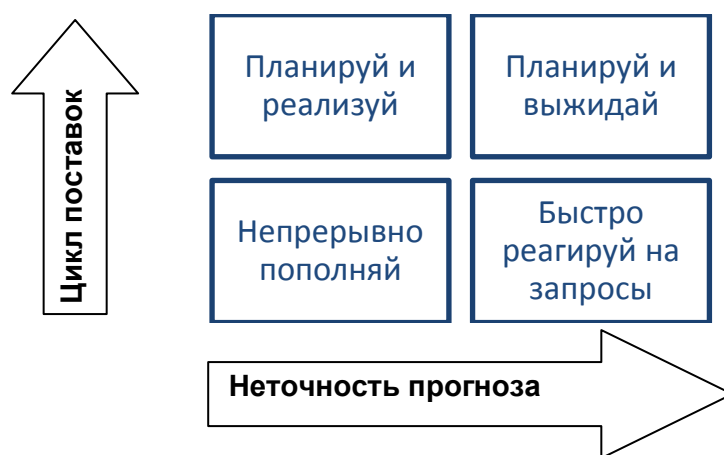 Цикл поставок
Планируй и
реализуй
Планируй и
выжидай
Непрерывно
пополняй
Быстро
реагируй на
запросы
Неточность прогноза